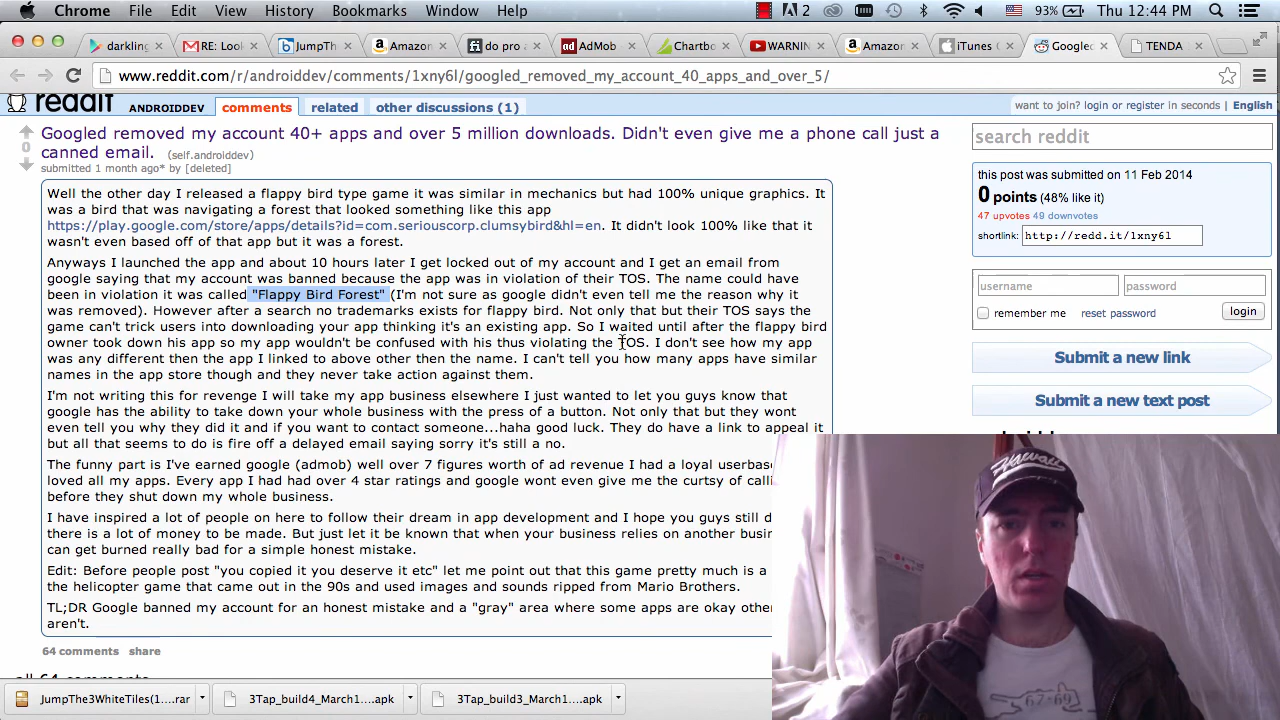 Chrome File Edit View History Bookmarks Window Help 2 93% Thu 12:44 PM
darkling RE: Lool JumpTh Amazon do pro AdMob Chartbo WARNIN Amazon iTunes C Googled TENDA
www.reddit.com/r/androiddev/comments/1xny6l/googled_removed_my_account_40_apps_and_over_5/
reddit ANDROIDDEV comments related other discussions (1) want to join? login or register in seconds | English
Googled removed my account 40+ apps and over 5 million downloads. Didn't even give me a phone call just a
canned email. (self.androiddev)
0
submitted 1 month ago* by [deleted]
Well the other day I released a flappy bird type game it was similar in mechanics but had 100% unique graphics. It
was a bird that was navigating a forest that looked something like this app
https://play.google.com/store/apps/details?id=com.seriouscorp.clumsybird&hl=en. It didn't look 100% like that it
wasn't even based off of that app but it was a forest.
Anyways I launched the app and about 10 hours later I get locked out of my account and I get an email from
google saying that my account was banned because the app was in violation of their TOS. The name could have
been in violation it was called "Flappy Bird Forest" (I'm not sure as google didn't even tell me the reason why it
was removed). However after a search no trademarks exists for flappy bird. Not only that but their TOS says the
game can't trick users into downloading your app thinking it's an existing app. So I waited until after the flappy bird
owner took down his app so my app wouldn't be confused with his thus violating the TOS. I don't see how my app
was any different then the app I linked to above other then the name. I can't tell you how many apps have similar
names in the app store though and they never take action against them.
I'm not writing this for revenge I will take my app business elsewhere I just wanted to let you guys know that
google has the ability to take down your whole business with the press of a button. Not only that but they wont
even tell you why they did it and if you want to contact someone...haha good luck. They do have a link to appeal it
but all that seems to do is fire off a delayed email saying sorry it's still a no.
The funny part is I've earned google (admob) well over 7 figures worth of ad revenue I had a loyal userbas
loved all my apps. Every app I had had over 4 star ratings and google wont even give me the curtsy of calli
before they shut down my whole business.
I have inspired a lot of people on here to follow their dream in app development and I hope you guys still d
there is a lot of money to be made. But just let it be known that when your business relies on another busin
can get burned really bad for a simple honest mistake.
Edit: Before people post "you copied it you deserve it etc" let me point out that this game pretty much is a
the helicopter game that came out in the 90s and used images and sounds ripped from Mario Brothers.
TL;DR Google banned my account for an honest mistake and a "gray" area where some apps are okay othe
aren't.
64 comments share
search reddit
this post was submitted on 11 Feb 2014
0 points (48% like it)
47 upvotes 49 downvotes
shortlink: http://redd.it/1xny6l
username password
remember me reset password login
Submit a new link
Submit a new text post
Hawaii
67-69
JumpThe3WhiteTiles(1....rar 3Tap_build4_March1....apk 3Tap_build3_March1....apk